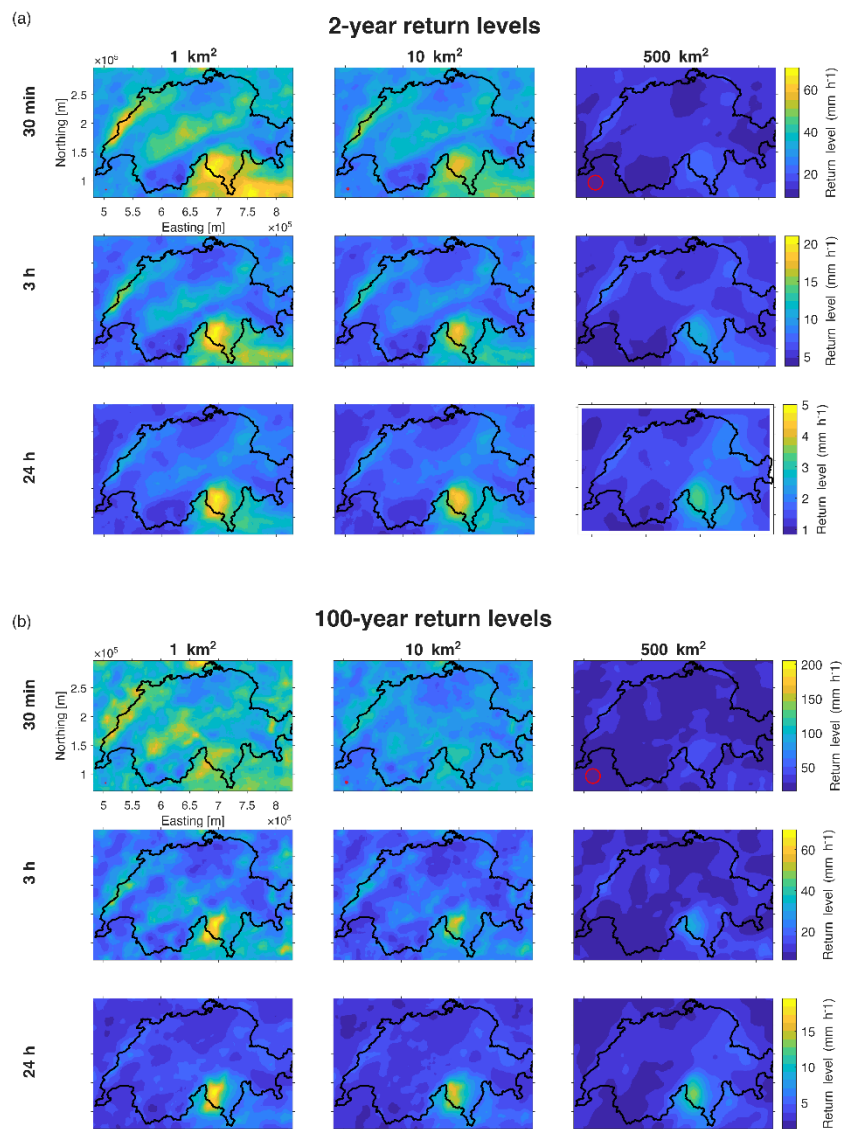 (a)
2-year return levels
1 km²
10 km²
500 km²
×10⁵
30 min
Northing [m]
2.5
2
1.5
1
5
5.5
6
6.5
7
7.5
8
Easting [m]
×10⁵
60
40
20
Return level (mm h⁻¹)
3 h
20
15
10
5
Return level (mm h⁻¹)
24 h
5
4
3
2
1
Return level (mm h⁻¹)
(b)
100-year return levels
1 km²
10 km²
500 km²
×10⁵
30 min
Northing [m]
2.5
2
1.5
1
5
5.5
6
6.5
7
7.5
8
Easting [m]
×10⁵
200
150
100
50
Return level (mm h⁻¹)
3 h
60
40
20
Return level (mm h⁻¹)
24 h
15
10
5
Return level (mm h⁻¹)